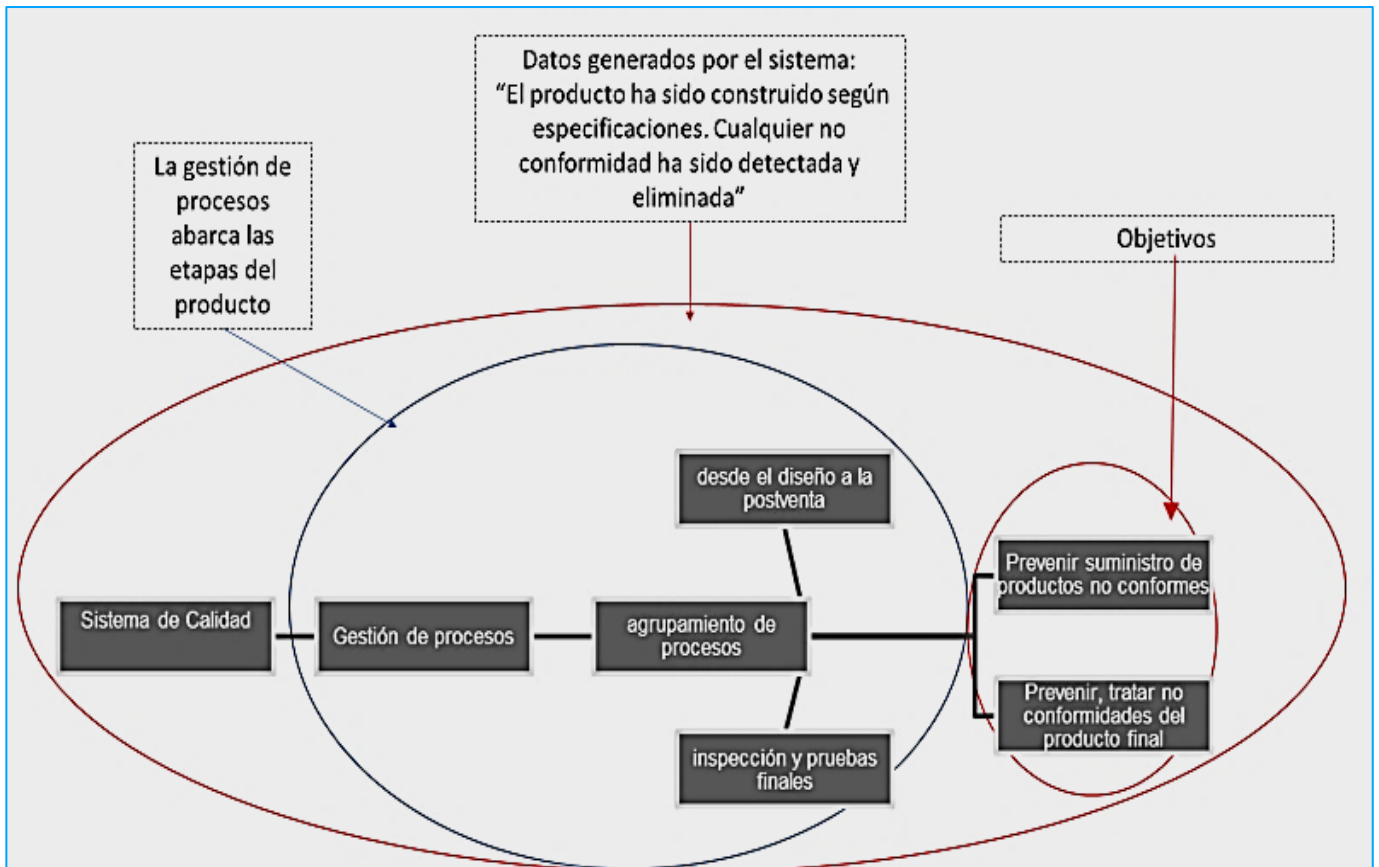 Datos generados por el sistema:
“El producto ha sido construido según
especificaciones. Cualquier no
conformidad ha sido detectada y
eliminada“
La gestión de
procesos
abarca las
etapas del
producto
Objetivos
desde el diseño a la
postventa
Prevenir suministro de
productos no conformes
Sistema de Calidad
Gestión de procesos
agrupamiento de
procesos
Prevenir, tratar no
conformidades del
producto final
inspección y pruebas
finales